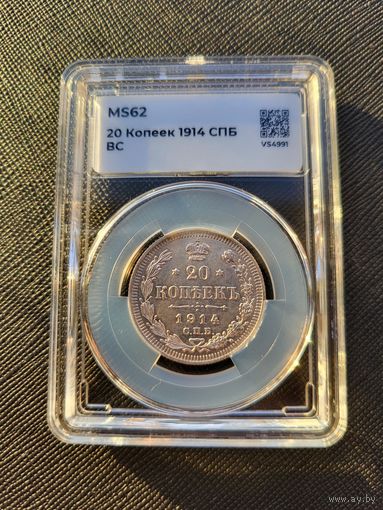 MS62
20 Копеек 1914 СПБ
ВС
VS4991
20
КОПѢЕКЪ
1914
С.П.Б.
www.ay.by